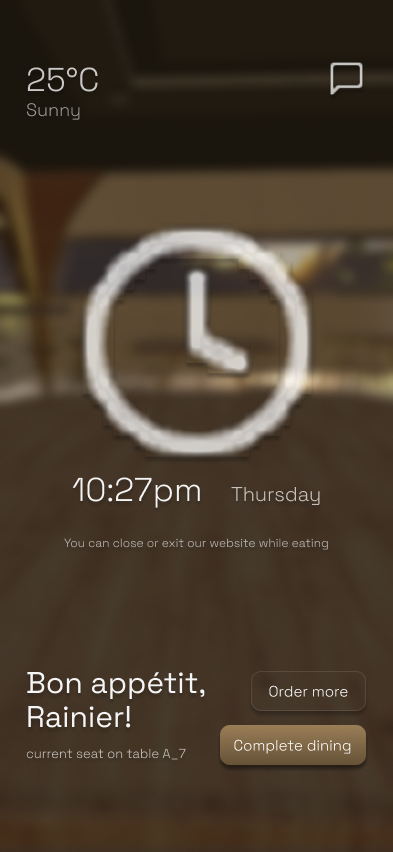 25°C
Sunny
10:27pm Thursday
You can close or exit our website while eating
Bon appétit,
Rainier!
current seat on table A_7
Order more
Complete dining